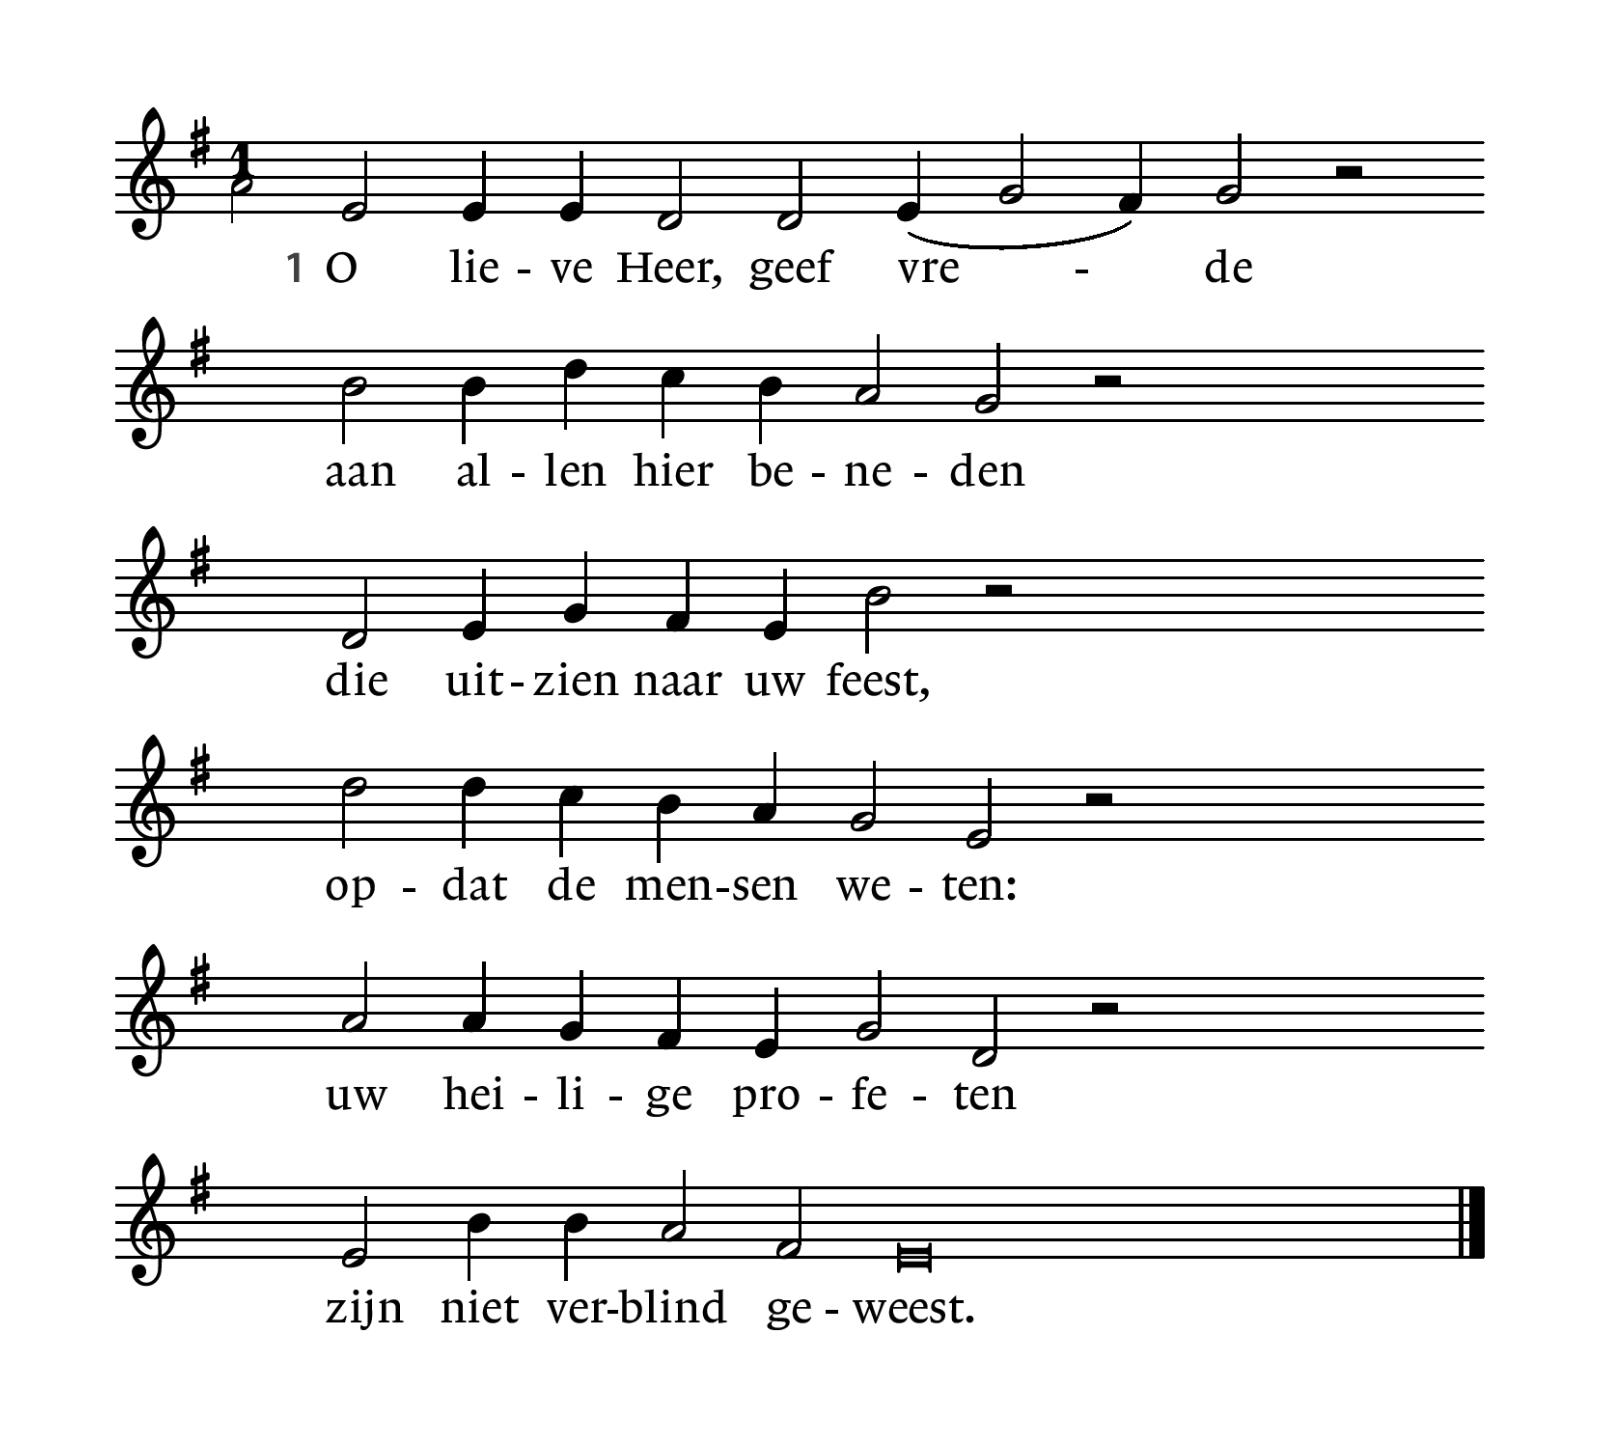 1 O lie - ve Heer, geef vre - de
aan al - len hier be - ne - den
die uit - zien naar uw feest,
op - dat de men-sen we - ten:
uw hei - li - ge pro - fe - ten
zijn niet ver-blind ge - weest.